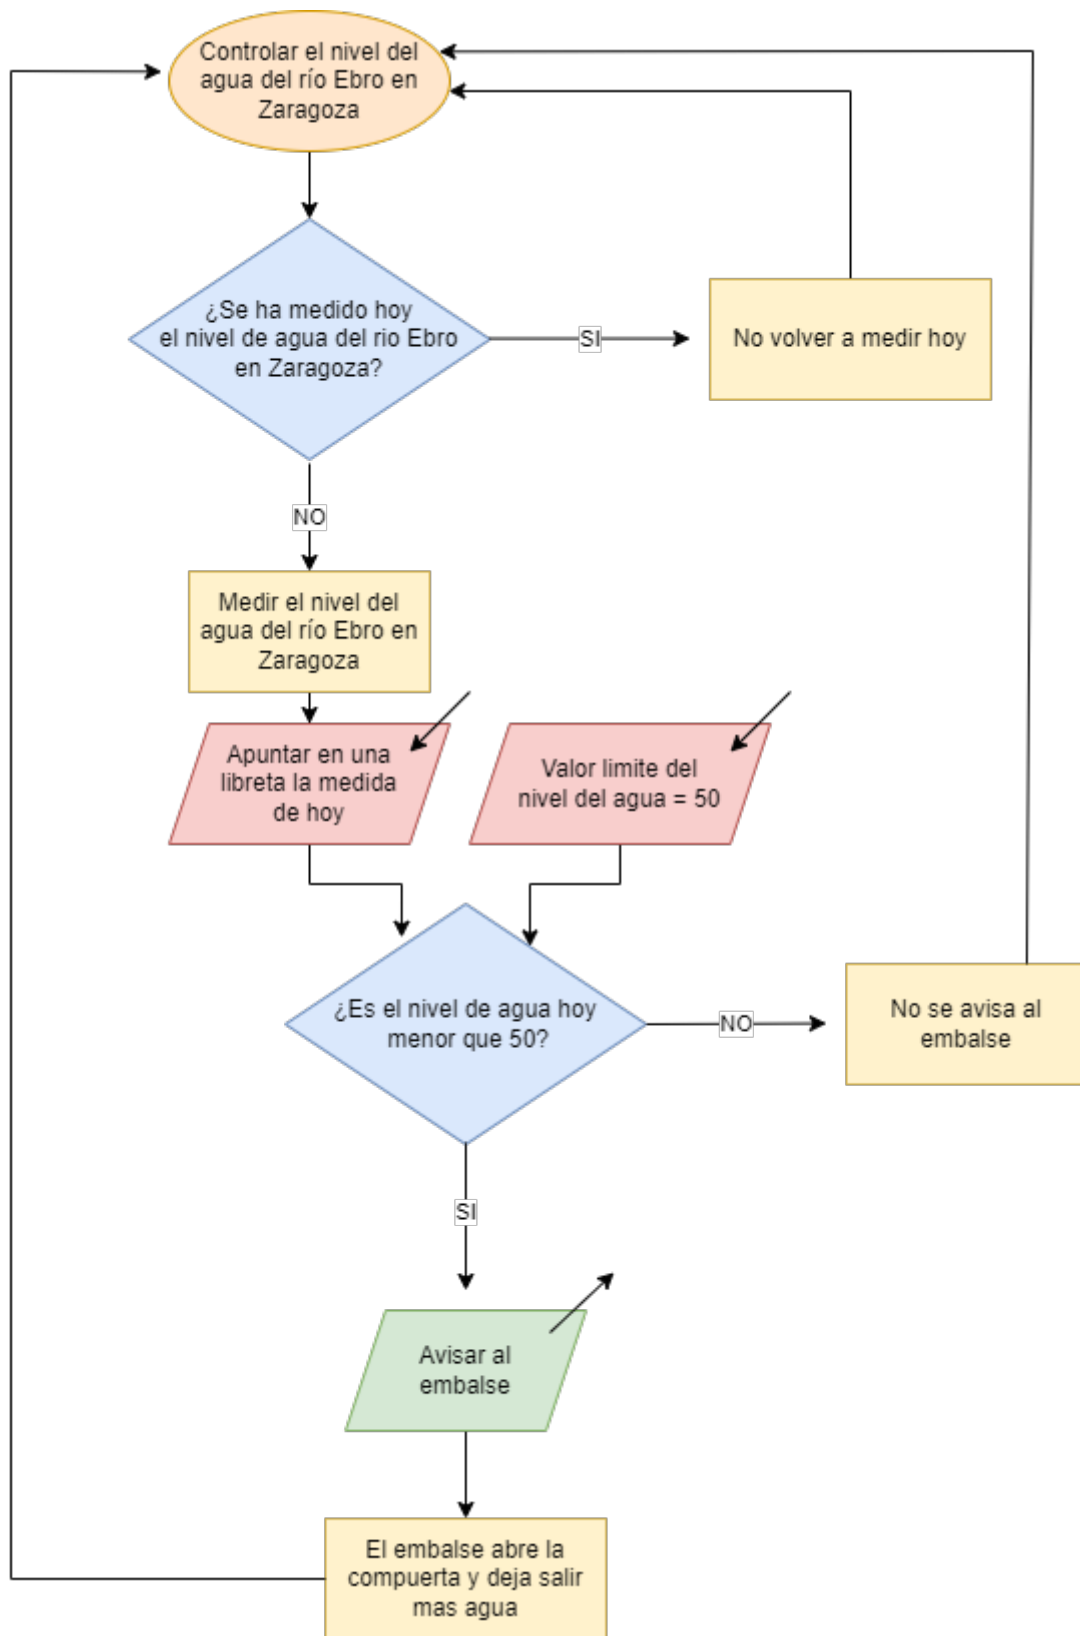 Controlar el nivel del
agua del río Ebro en
Zaragoza
¿Se ha medido hoy
el nivel de agua del rio Ebro
en Zaragoza?
SI
No volver a medir hoy
NO
Medir el nivel del
agua del río Ebro en
Zaragoza
Apuntar en una
libreta la medida
de hoy
Valor limite del
nivel del agua = 50
¿Es el nivel de agua hoy
menor que 50?
NO
No se avisa al
embalse
SI
Avisar al
embalse
El embalse abre la
compuerta y deja salir
mas agua